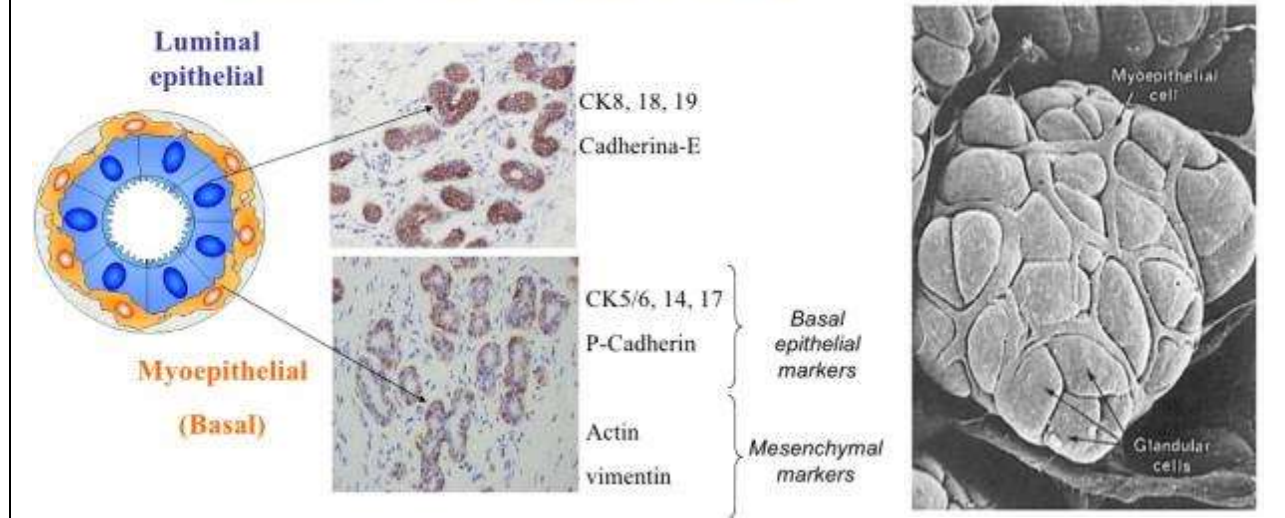 Luminal
epithelial
CK8, 18, 19
Cadherina-E
Myoepithelial
(Basal)
CK5/6, 14, 17
P-Cadherin
Basal
epithelial
markers
Actin
vimentin
Mesenchymal
markers
Myoepithelial
cell
Glandular
cells